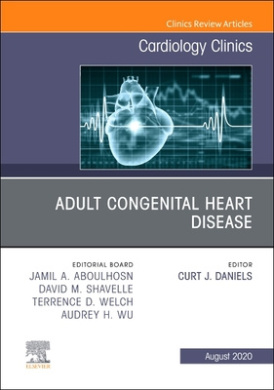 Clinics Review Articles
Cardiology Clinics
ADULT CONGENITAL HEART
DISEASE
EDITORIAL BOARD
JAMIL A. ABOULHOSN
DAVID M. SHAVELLE
TERRENCE D. WELCH
AUDREY H. WU
EDITOR
CURT J. DANIELS
ELSEVIER
AUGUST 2020